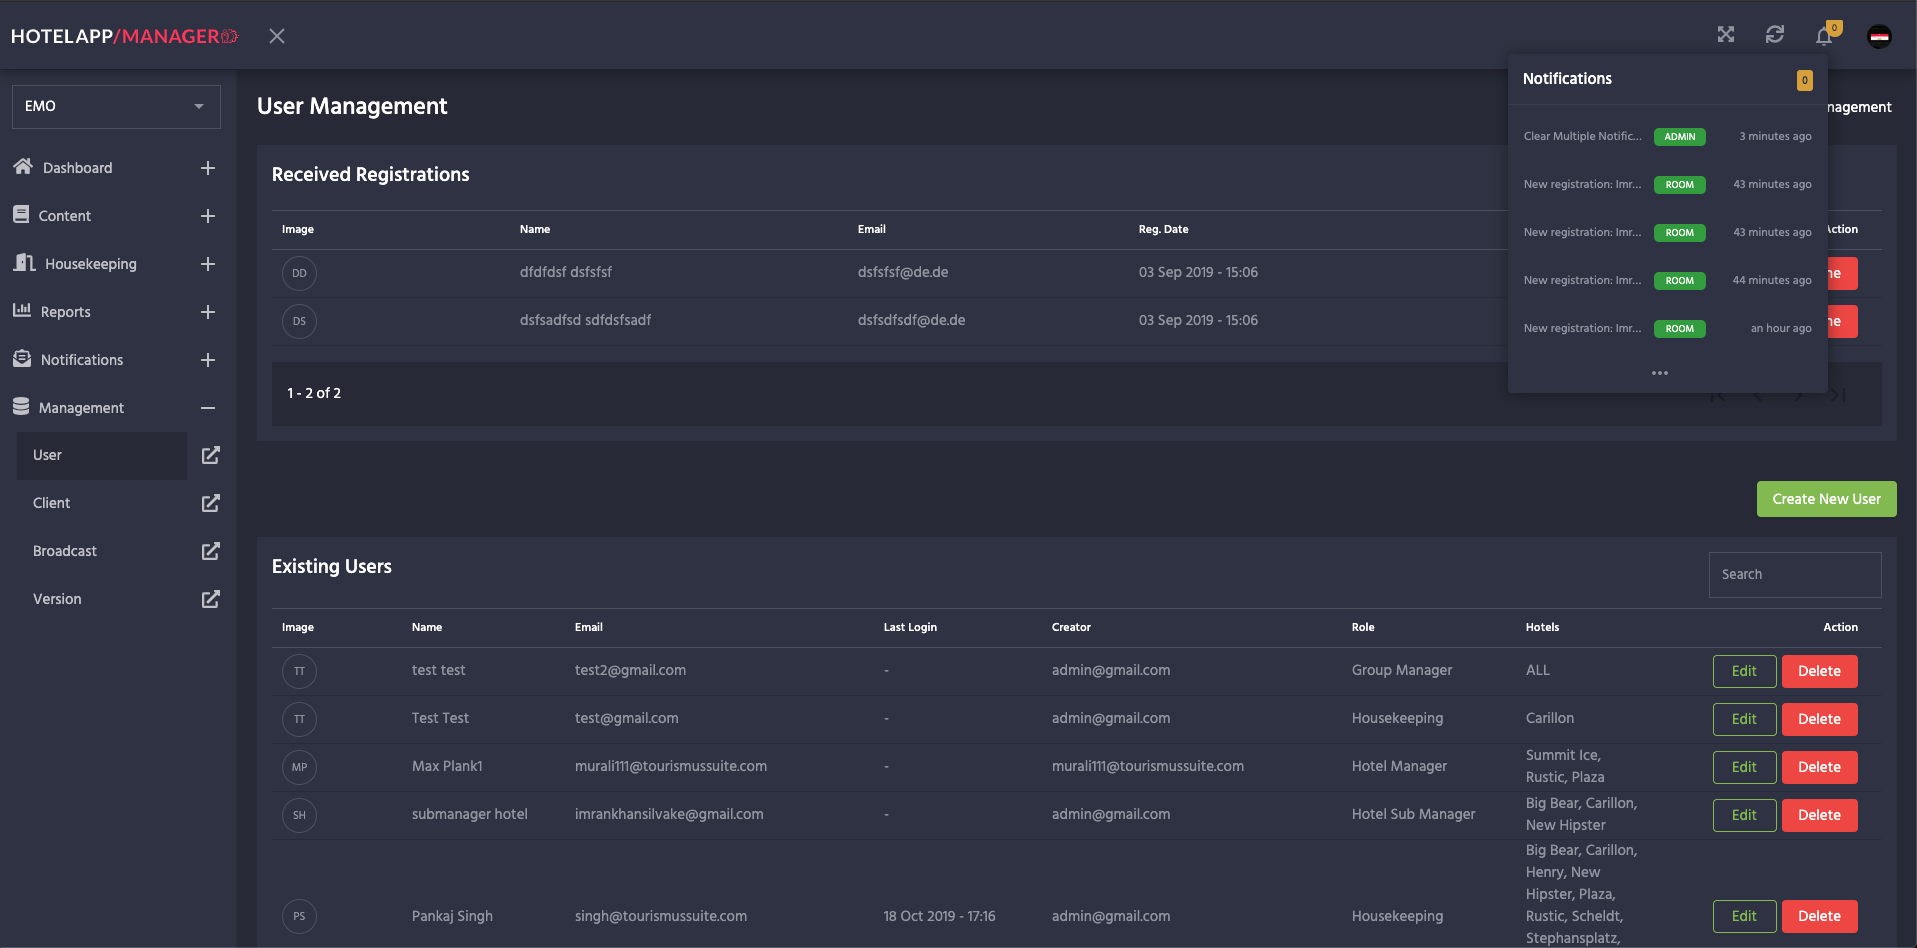 HOTELAPP/MANAGER
0
EMO
Dashboard
Content
Housekeeping
Reports
Notifications
Management
User
Client
Broadcast
Version
User Management
nagement
Notifications
0
Clear Multiple Notific... ADMIN 3 minutes ago
New registration: Imr... ROOM 43 minutes ago
New registration: Imr... ROOM 43 minutes ago
New registration: Imr... ROOM 44 minutes ago
New registration: Imr... ROOM an hour ago
Received Registrations
Image Name Email Reg. Date Action
DD dfdfdsf dsfsfsf dsfsfsf@de.de 03 Sep 2019 - 15:06 ne
DS dsfsadfsd sdfdsfsadf dsfsdfsdf@de.de 03 Sep 2019 - 15:06 ne
1 - 2 of 2
Create New User
Existing Users
Search
Image Name Email Last Login Creator Role Hotels Action
TT test test test2@gmail.com - admin@gmail.com Group Manager ALL Edit Delete
TT Test Test test@gmail.com - admin@gmail.com Housekeeping Carillon Edit Delete
MP Max Plank1 murali111@tourismussuite.com - murali111@tourismussuite.com Hotel Manager Summit Ice,
Rustic, Plaza Edit Delete
SH submanager hotel imrankhansilvake@gmail.com - admin@gmail.com Hotel Sub Manager Big Bear, Carillon,
New Hipster Edit Delete
Big Bear, Carillon,
Henry, New
Hipster, Plaza,
PS Pankaj Singh singh@tourismussuite.com 18 Oct 2019 - 17:16 admin@gmail.com Housekeeping Rustic, Scheldt, Edit Delete
Stephansplatz,